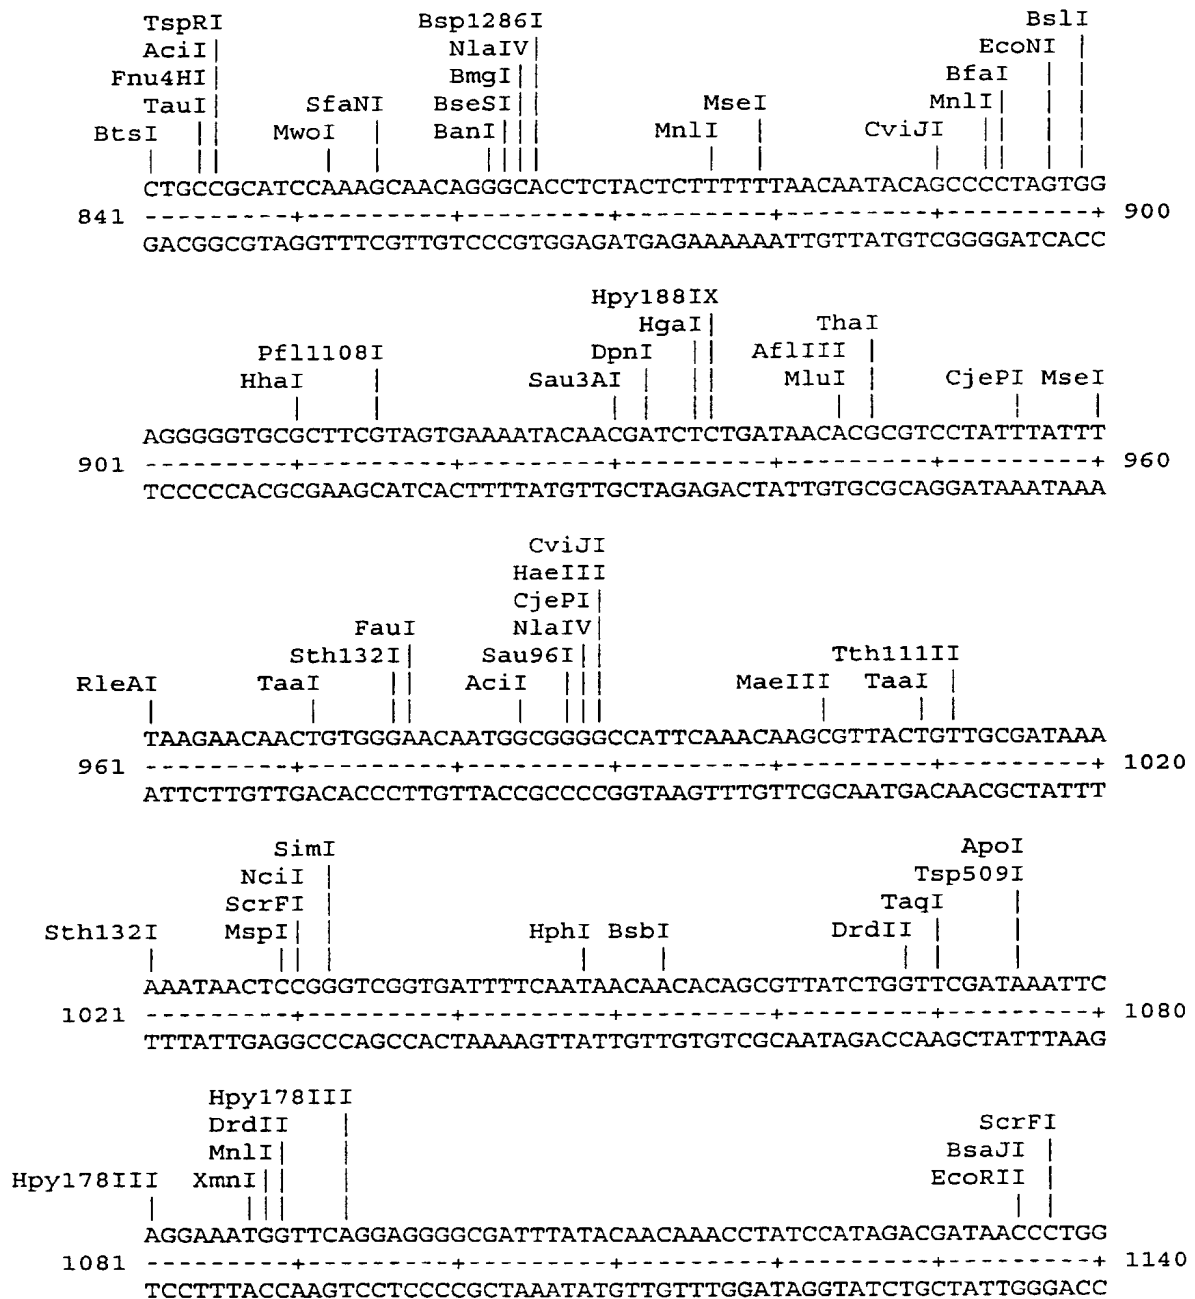 TspRI Bsp1286I BslI
AciI| NlaIV| EcoNI |
Fnu4HI| BmgI|| BfaI | |
TauI| SfaNI BseSI|| MseI MnlI| | |
BtsI || MwoI | BanI||| MnlI | CviJI || | |
CTGCCGCATCCAAAGCAACAGGGCACCTCTACTCTTTTTTAACAATACAGCCCCTAGTGG
841 ---------+---------+---------+---------+---------+---------+ 900
GACGGCGTAGGTTTCGTTGTCCCGTGGAGATGAGAAAAAATTGTTATGTCGGGGATCACC
Hpy188IX
HgaI| ThaI
Pfl1108I DpnI || AflIII |
HhaI | Sau3AI | || MluI | CjePI MseI
AGGGGGTGCGCTTCGTAGTGAAAATACAACGATCTCTGATAACACGCGTCCTATTTATTT
901 ---------+---------+---------+---------+---------+---------+ 960
TCCCCCACGCGAAGCATCACTTTTATGTTGCTAGAGACTATTGTGCGCAGGATAAATAAA
CviJI
HaeIII
CjePI|
FauI NlaIV||
Sth132I| Sau96I|| Tth111II
RleAI TaaI || AciI ||| MaeIII TaaI |
TAAGAACAACTGTGGGAACAATGGCGGGGCCATTCAAACAAGCGTTACTGTTGCGATAAA
961 ---------+---------+---------+---------+---------+---------+ 1020
ATTCTTGTTGACACCCTTGTTACCGCCCCGGTAAGTTTGTTCGCAATGACAACGCTATTT
SimI ApoI
NciI | Tsp509I
ScrFI | TaqI |
Sth132I MspI| | HphI BsbI DrdII | |
AAATAACTCCGGGTCGGTGATTTTCAATAACAACACAGCGTTATCTGGTTCGATAAATTC
1021 ---------+---------+---------+---------+---------+---------+ 1080
TTTATTGAGGCCCAGCCACTAAAAGTTATTGTTGTGTCGCAATAGACCAAGCTATTTAAG
Hpy178III
DrdII | ScrFI
MnlI| | BsaJI |
Hpy178III XmnI|| | EcoRII |
AGGAAATGGTTCAGGAGGGGCGATTTATACAACAAACCTATCCATAGACGATAACCCTGG
1081 ---------+---------+---------+---------+---------+---------+ 1140
TCCTTTACCAAGTCCTCCCCGCTAAATATGTTGTTTGGATAGGTATCTGCTATTGGGACC